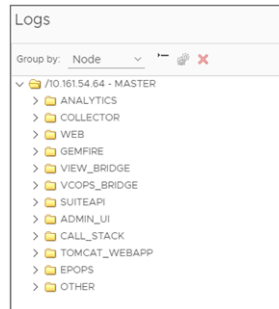 Logs
Group by: Node
/10.161.54.64 - MASTER
ANALYTICS
COLLECTOR
WEB
GEMFIRE
VIEW_BRIDGE
VCOPS_BRIDGE
SUITEAPI
ADMIN_UI
CALL_STACK
TOMCAT_WEBAPP
EPOPS
OTHER